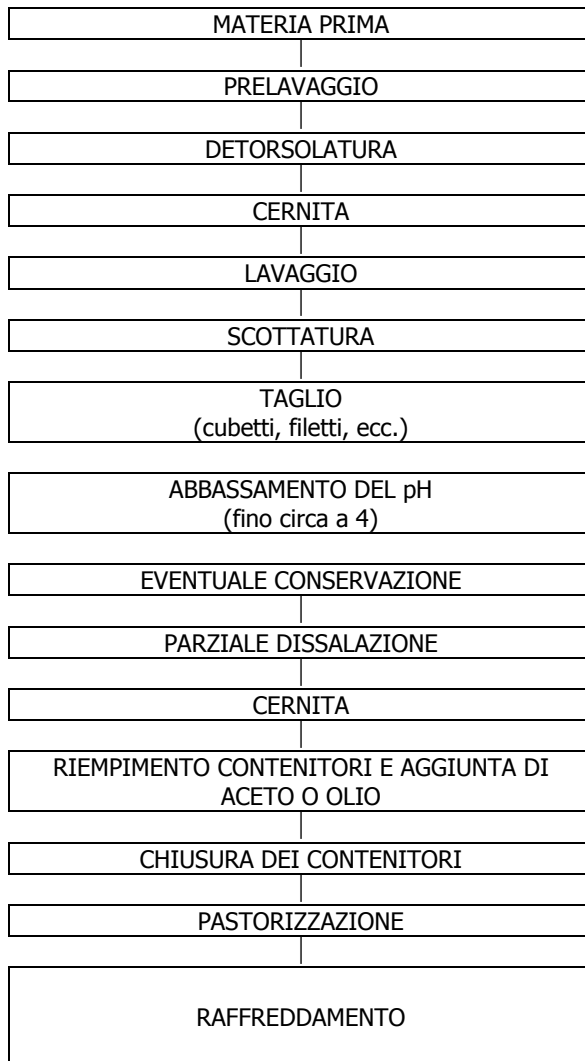 MATERIA PRIMA
PRELAVAGGIO
DETORSOLATURA
CERNITA
LAVAGGIO
SCOTTATURA
TAGLIO
(cubetti, filetti, ecc.)
ABBASSAMENTO DEL pH
(fino circa a 4)
EVENTUALE CONSERVAZIONE
PARZIALE DISSALAZIONE
CERNITA
RIEMPIMENTO CONTENITORI E AGGIUNTA DI
ACETO O OLIO
CHIUSURA DEI CONTENITORI
PASTORIZZAZIONE
RAFFREDDAMENTO